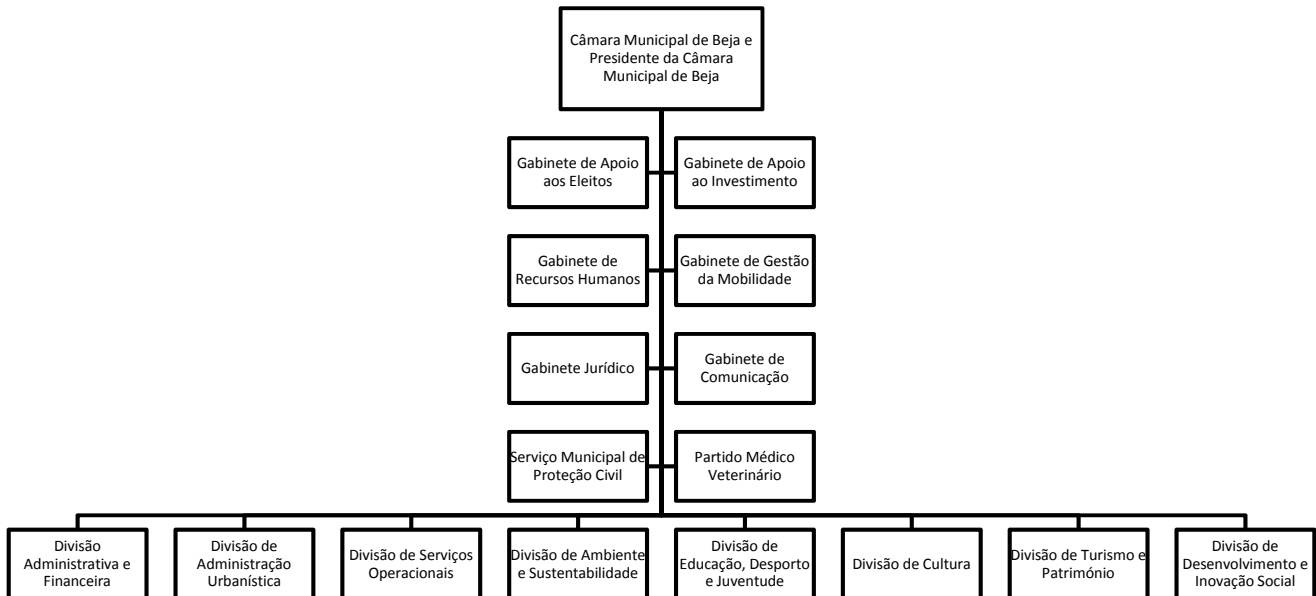 Câmara Municipal de Beja e
Presidente da Câmara
Municipal de Beja
Gabinete de Apoio
aos Eleitos
Gabinete de Apoio
ao Investimento
Gabinete de
Recursos Humanos
Gabinete de Gestão
da Mobilidade
Gabinete Jurídico
Gabinete de
Comunicação
Serviço Municipal de
Proteção Civil
Partido Médico
Veterinário
Divisão
Administrativa e
Financeira
Divisão de
Administração
Urbanística
Divisão de Serviços
Operacionais
Divisão de Ambiente
e Sustentabilidade
Divisão de
Educação, Desporto
e Juventude
Divisão de Cultura
Divisão de Turismo e
Património
Divisão de
Desenvolvimento e
Inovação Social